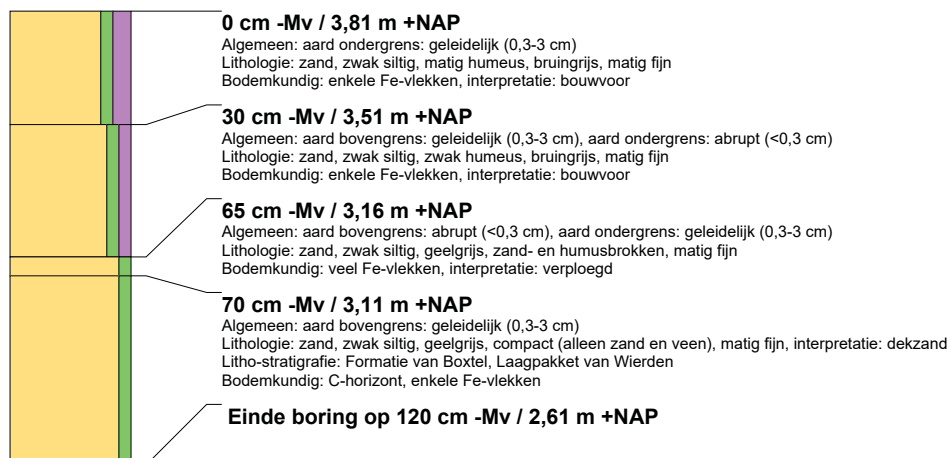 0 cm -Mv / 3,81 m +NAP
Algemeen: aard ondergrens: geleidelijk (0,3-3 cm)
Lithologie: zand, zwak siltig, matig humeus, bruingrijs, matig fijn
Bodemkundig: enkele Fe-vlekken, interpretatie: bouwvoor
30 cm -Mv / 3,51 m +NAP
Algemeen: aard bovengrens: geleidelijk (0,3-3 cm), aard ondergrens: abrupt (<0,3 cm)
Lithologie: zand, zwak siltig, zwak humeus, bruingrijs, matig fijn
Bodemkundig: enkele Fe-vlekken, interpretatie: bouwvoor
65 cm -Mv / 3,16 m +NAP
Algemeen: aard bovengrens: abrupt (<0,3 cm), aard ondergrens: geleidelijk (0,3-3 cm)
Lithologie: zand, zwak siltig, geelgrijs, zand- en humusbrokken, matig fijn
Bodemkundig: veel Fe-vlekken, interpretatie: verploegd
70 cm -Mv / 3,11 m +NAP
Algemeen: aard bovengrens: geleidelijk (0,3-3 cm)
Lithologie: zand, zwak siltig, geelgrijs, compact (alleen zand en veen), matig fijn, interpretatie: dekzand
Litho-stratigrafie: Formatie van Boxtel, Laagpakket van Wierden
Bodemkundig: C-horizont, enkele Fe-vlekken
Einde boring op 120 cm -Mv / 2,61 m +NAP